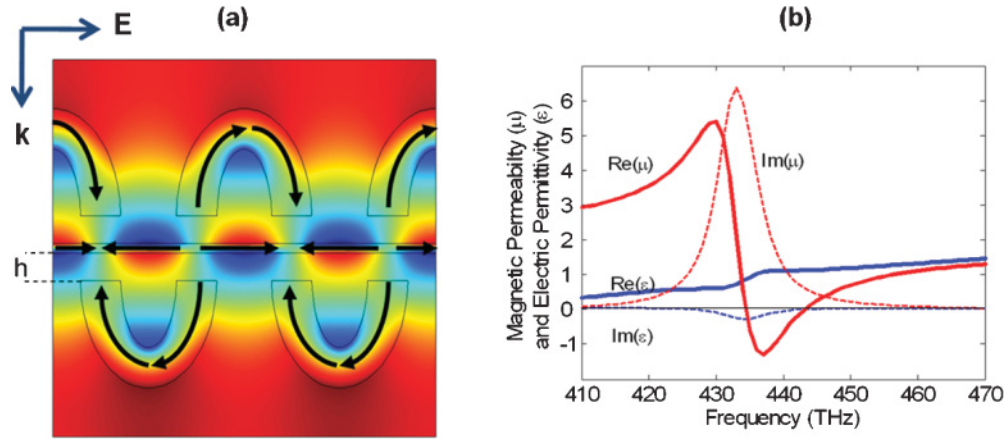 (a)
E
k
h
(b)
Magnetic Permeabilty (μ)
and Electric Permittivity (ε)
6
5
4
3
2
1
0
-1
Re(μ)
Im(μ)
Re(ε)
Im(ε)
410 420 430 440 450 460 470
Frequency (THz)